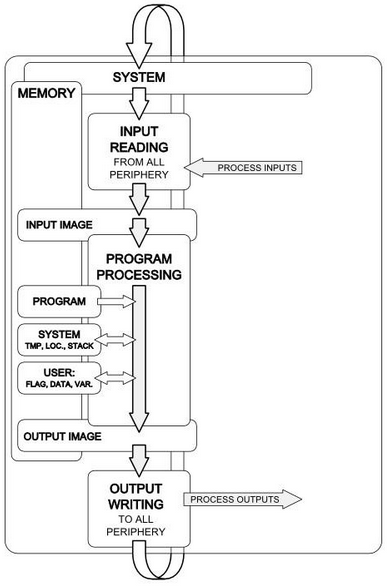 SYSTEM
MEMORY
INPUT
READING
FROM ALL
PERIPHERY
PROCESS INPUTS
INPUT IMAGE
PROGRAM
PROCESSING
PROGRAM
SYSTEM
TMP, LOC., STACK
USER:
FLAG, DATA, VAR.
OUTPUT IMAGE
OUTPUT
WRITING
TO ALL
PERIPHERY
PROCESS OUTPUTS